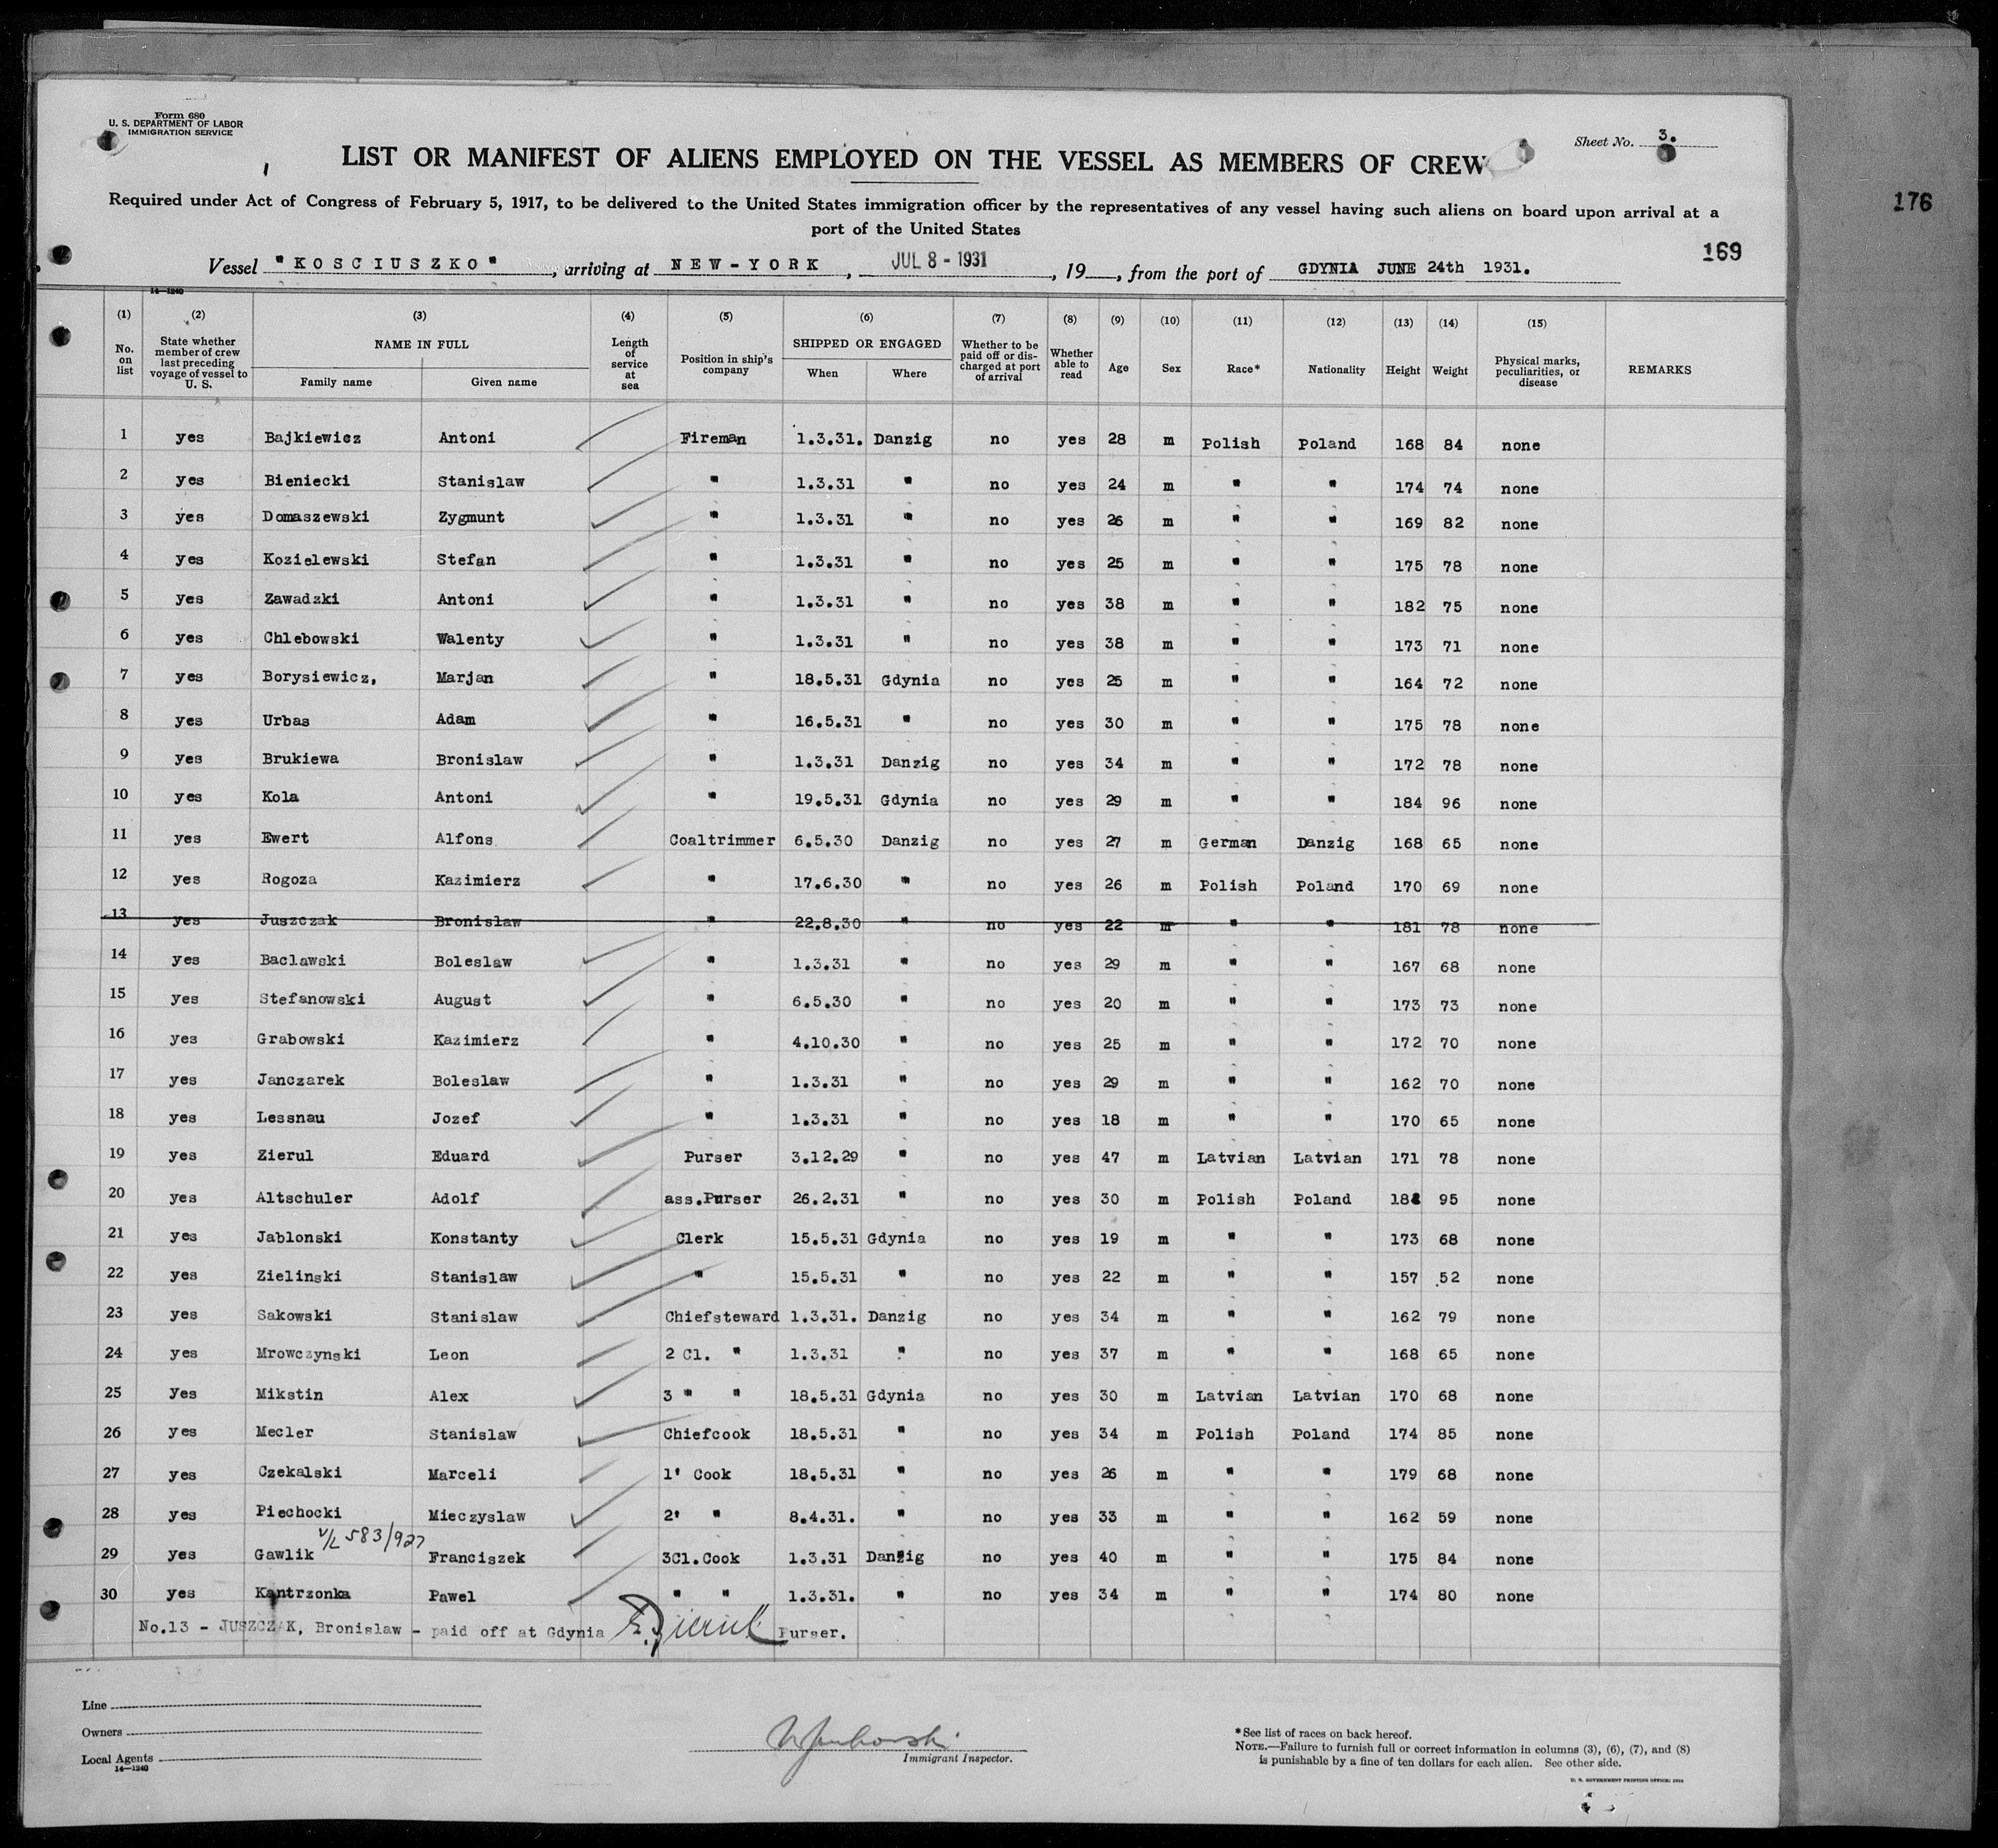 Form 680
U. S. DEPARTMENT OF LABOR
IMMIGRATION SERVICE
Sheet No. 3.
LIST OR MANIFEST OF ALIENS EMPLOYED ON THE VESSEL AS MEMBERS OF CREW
176
Required under Act of Congress of February 5, 1917, to be delivered to the United States immigration officer by the representatives of any vessel having such aliens on board upon arrival at a
port of the United States
169
Vessel "KOSCIUSZKO", arriving at NEW-YORK, JUL 8 - 1931, 19, from the port of GDYNIA JUNE 24th 1931.
14—1240
(1) (2) (3) (4) (5) (6) (7) (8) (9) (10) (11) (12) (13) (14) (15)
No. on list State whether member of crew last preceding voyage of vessel to U. S. NAME IN FULL Family name Given name Length of service at sea Position in ship's company SHIPPED OR ENGAGED When Where Whether to be paid off or discharged at port of arrival Whether able to read Age Sex Race* Nationality Height Weight Physical marks, peculiarities, or disease REMARKS
1 yes Bajkiewicz Antoni Fireman 1.3.31. Danzig no yes 28 m Polish Poland 168 84 none
2 yes Bieniecki Stanislaw " 1.3.31 " no yes 24 m " " 174 74 none
3 yes Domaszewski Zygmunt " 1.3.31 " no yes 26 m " " 169 82 none
4 yes Kozielewski Stefan " 1.3.31 " no yes 25 m " " 175 78 none
5 yes Zawadzki Antoni " 1.3.31 " no yes 38 m " " 182 75 none
6 yes Chlebowski Walenty " 1.3.31 " no yes 38 m " " 173 71 none
7 yes Borysiewicz, Marjan " 18.5.31 Gdynia no yes 25 m " " 164 72 none
8 yes Urbas Adam " 16.5.31 " no yes 30 m " " 175 78 none
9 yes Brukiewa Bronislaw " 1.3.31 Danzig no yes 34 m " " 172 78 none
10 yes Kola Antoni " 19.5.31 Gdynia no yes 29 m " " 184 96 none
11 yes Ewert Alfons Coaltrimmer 6.5.30 Danzig no yes 27 m German Danzig 168 65 none
12 yes Rogoza Kazimierz " 17.6.30 " no yes 26 m Polish Poland 170 69 none
13 yes Juszczak Bronislaw " 22.8.30 " no yes 22 m " " 181 78 none
14 yes Baclawski Boleslaw " 1.3.31 " no yes 29 m " " 167 68 none
15 yes Stefanowski August " 6.5.30 " no yes 20 m " " 173 73 none
16 yes Grabowski Kazimierz " 4.10.30 " no yes 25 m " " 172 70 none
17 yes Janczarek Boleslaw " 1.3.31 " no yes 29 m " " 162 70 none
18 yes Lessnau Jozef " 1.3.31 " no yes 18 m " " 170 65 none
19 yes Zierul Eduard Purser 3.12.29 " no yes 47 m Latvian Latvian 171 78 none
20 yes Altschuler Adolf ass.Purser 26.2.31 " no yes 30 m Polish Poland 95 none
21 yes Jablonski Konstanty Clerk 15.5.31 Gdynia no yes 19 m " " 173 68 none
22 yes Zielinski Stanislaw " 15.5.31 " no yes 22 m " " 157 52 none
23 yes Sakowski Stanislaw Chiefsteward 1.3.31. Danzig no yes 34 m " " 162 79 none
24 yes Mrowczynski Leon 2 Cl. " 1.3.31 " no yes 37 m " " 168 65 none
25 Yes Mikstin Alex 3 " " 18.5.31 Gdynia no yes 30 m Latvian Latvian 170 68 none
26 yes Mecler Stanislaw Chiefcook 18.5.31 " no yes 34 m Polish Poland 174 85 none
27 yes Czekalski Marceli 1' Cook 18.5.31 " no yes 26 m " " 179 68 none
28 yes Piechocki Mieczyslaw 2' " 8.4.31. " no yes 33 m " " 162 59 none
V/L 583/927
29 yes Gawlik Franciszek 3Cl.Cook 1.3.31 Danzig no yes 40 m " " 175 84 none
30 yes Kantrzonka Pawel " " 1.3.31. " no yes 34 m " " 174 80 none
No.13 - JUSZCZAK, Bronislaw - paid off at Gdynia E. Zierul Purser.
Line
Owners
Local Agents
14—1240
Immigrant Inspector.
*See list of races on back hereof.
NOTE.—Failure to furnish full or correct information in columns (3), (6), (7), and (8)
is punishable by a fine of ten dollars for each alien. See other side.